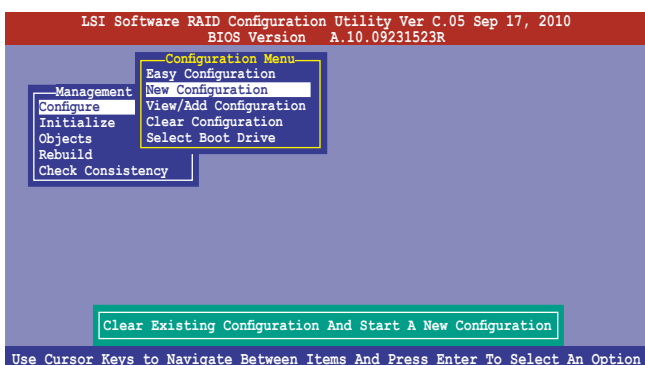 LSI Software RAID Configuration Utility Ver C.05 Sep 17, 2010
BIOS Version A.10.09231523R
Configuration Menu
Easy Configuration
New Configuration
View/Add Configuration
Clear Configuration
Select Boot Drive
Management
Configure
Initialize
Objects
Rebuild
Check Consistency
Clear Existing Configuration And Start A New Configuration
Use Cursor Keys to Navigate Between Items And Press Enter To Select An Option